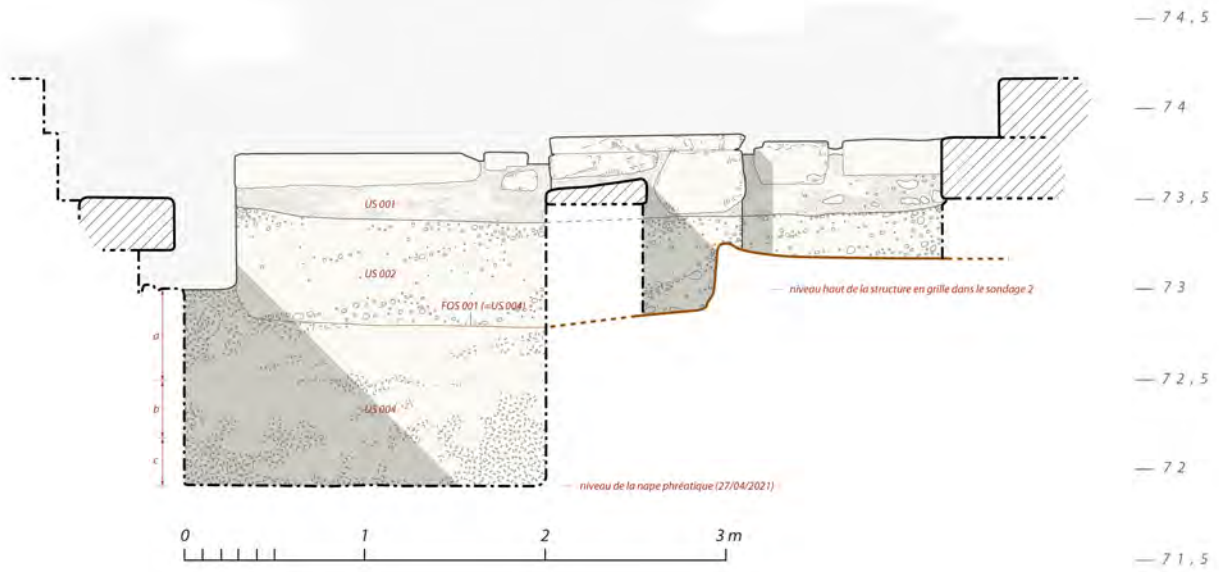 — 74,5
— 74
— 73,5
US 001
US 002
— 73
niveau haut de la structure en grille dans le sondage 2
FOS 001 (=US 004)
a
— 72,5
b
US 004
c
— 72
niveau de la nape phréatique (27/04/2021)
0 1 2 3 m
— 71,5